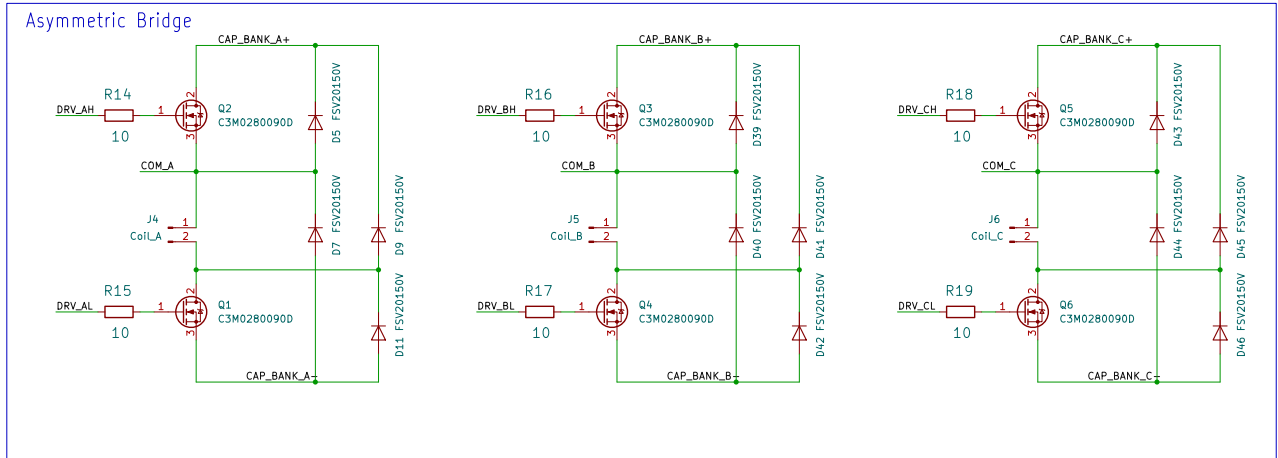 Asymmetric Bridge
CAP_BANK_A+
R14
DRV_AH
10
1
2
3
Q2
C3M0280090D
D5 FSV20150V
COM_A
J4
Coil_A
1
2
D7 FSV20150V
D9 FSV20150V
R15
DRV_AL
10
1
2
3
Q1
C3M0280090D
D11 FSV20150V
CAP_BANK_A-
CAP_BANK_B+
R16
DRV_BH
10
1
2
3
Q3
C3M0280090D
D39 FSV20150V
COM_B
J5
Coil_B
1
2
D40 FSV20150V
D41 FSV20150V
R17
DRV_BL
10
1
2
3
Q4
C3M0280090D
D42 FSV20150V
CAP_BANK_B-
CAP_BANK_C+
R18
DRV_CH
10
1
2
3
Q5
C3M0280090D
D43 FSV20150V
COM_C
J6
Coil_C
1
2
D44 FSV20150V
D45 FSV20150V
R19
DRV_CL
10
1
2
3
Q6
C3M0280090D
D46 FSV20150V
CAP_BANK_C-